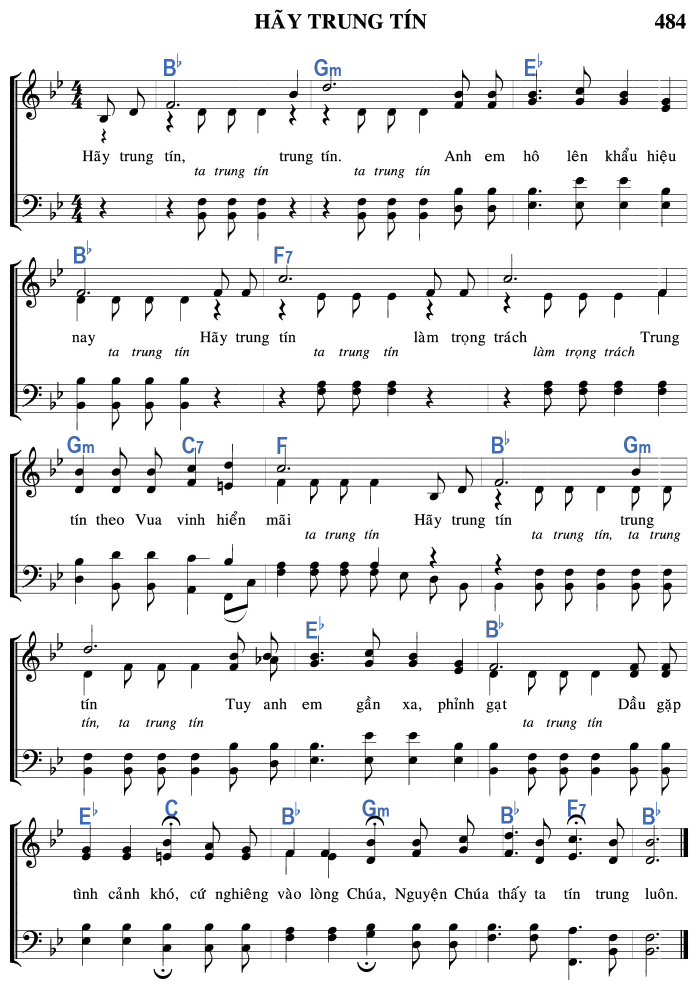 HÃY TRUNG TÍN 484
B♭ Gm E♭
4 4
Hãy trung tín, trung tín. Anh em hô lên khẩu hiệu
ta trung tín ta trung tín
4 4
B♭ F7
nay Hãy trung tín làm trọng trách Trung
ta trung tín ta trung tín làm trọng trách
Gm C7 F B♭ Gm
tín theo Vua vinh hiển mãi Hãy trung tín trung
ta trung tín ta trung tín, ta trung
E♭ B♭
tín Tuy anh em gần xa, phỉnh gạt Dầu gặp
tín, ta trung tín ta trung tín
E♭ C B♭ Gm B♭ F7 B♭
tình cảnh khó, cứ nghiêng vào lòng Chúa, Nguyện Chúa thấy ta tín trung luôn.